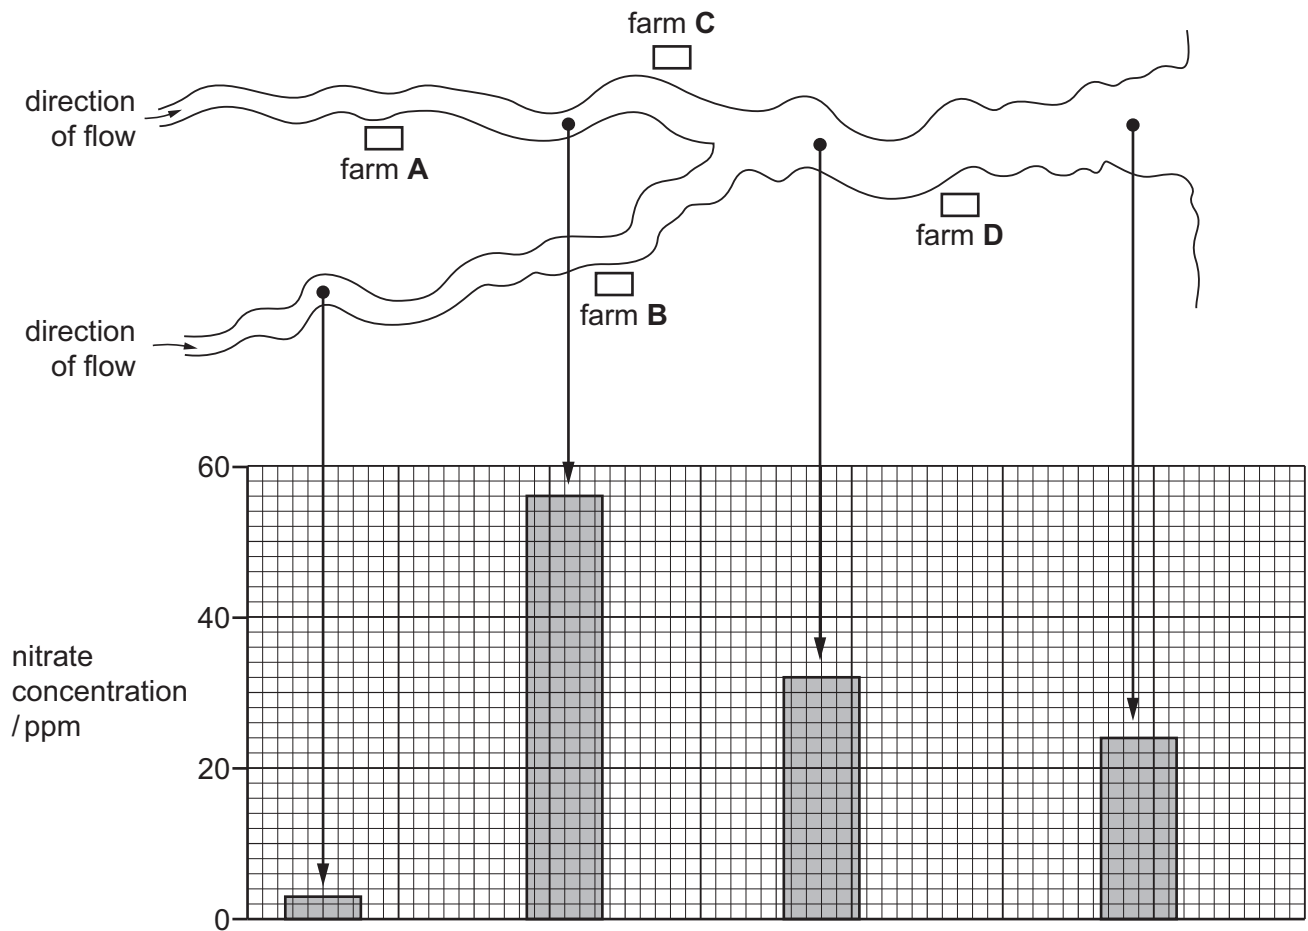 farm C
direction
of flow
farm A
farm D
farm B
direction
of flow
60
40
nitrate
concentration
/ ppm
20
0